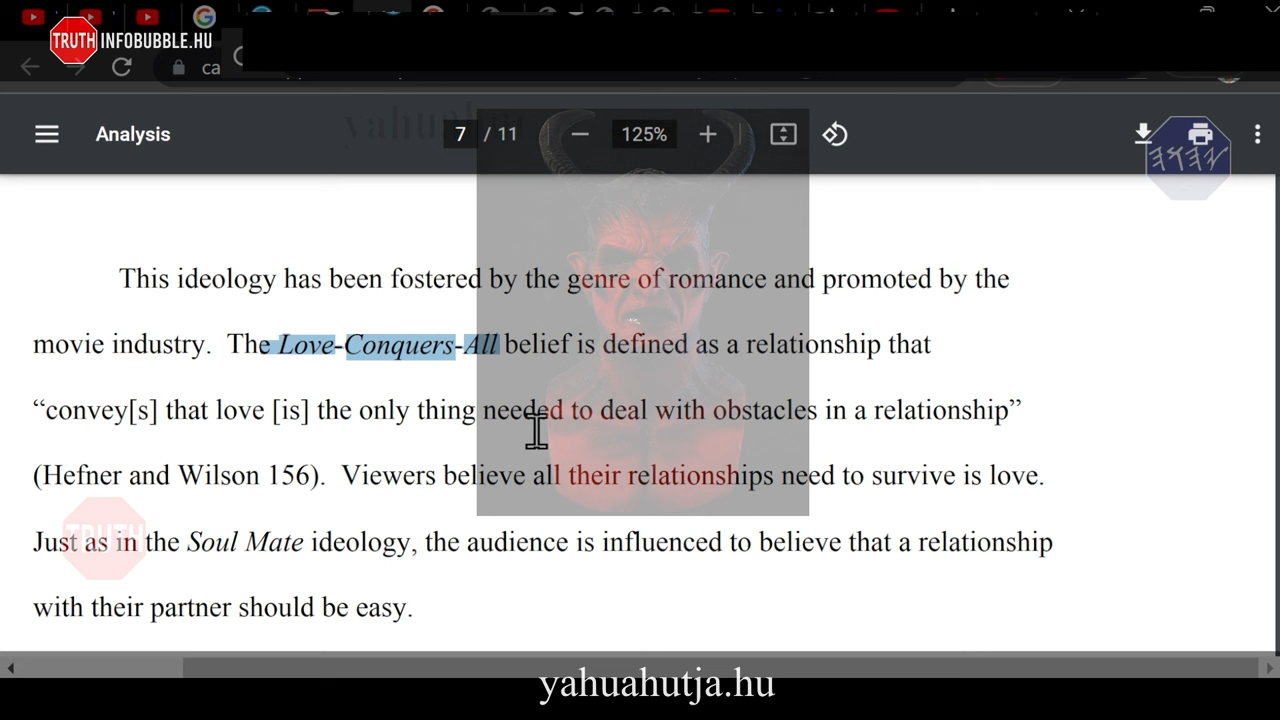 TRUTH INFOBUBBLE.HU
ca
Analysis
7 / 11
125%
𐤉𐤄𐤅𐤄
This ideology has been fostered by the genre of romance and promoted by the
movie industry. The Love-Conquers-All belief is defined as a relationship that
“convey[s] that love [is] the only thing needed to deal with obstacles in a relationship”
(Hefner and Wilson 156). Viewers believe all their relationships need to survive is love.
TRUTH
Just as in the Soul Mate ideology, the audience is influenced to believe that a relationship
with their partner should be easy.
yahuahutja.hu